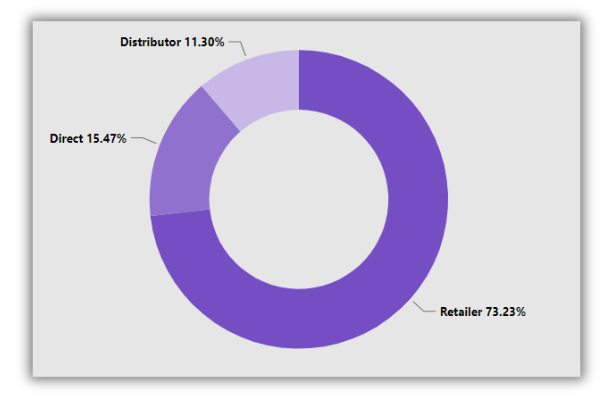 Distributor 11.30%
Direct 15.47%
Retailer 73.23%